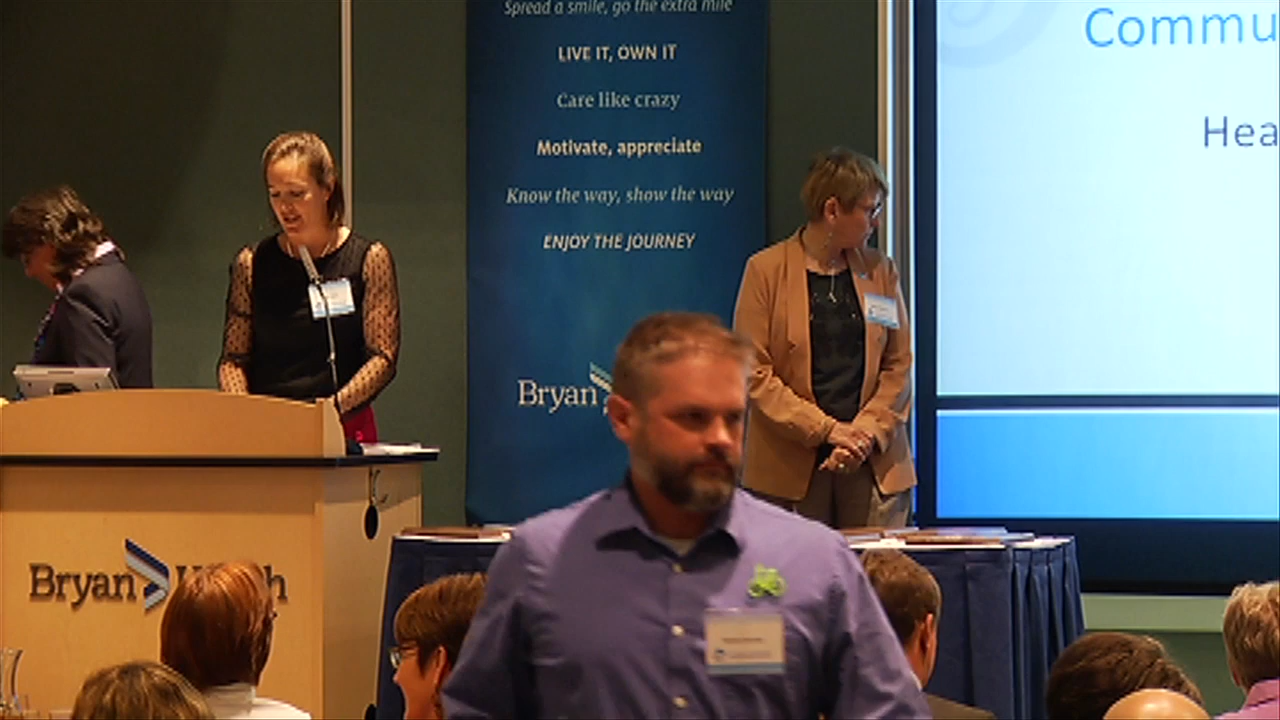 Spread a smile, go the extra mile
LIVE IT, OWN IT
Care like crazy
Motivate, appreciate
Know the way, show the way
ENJOY THE JOURNEY
Bryan
Commu
Hea
Bryan